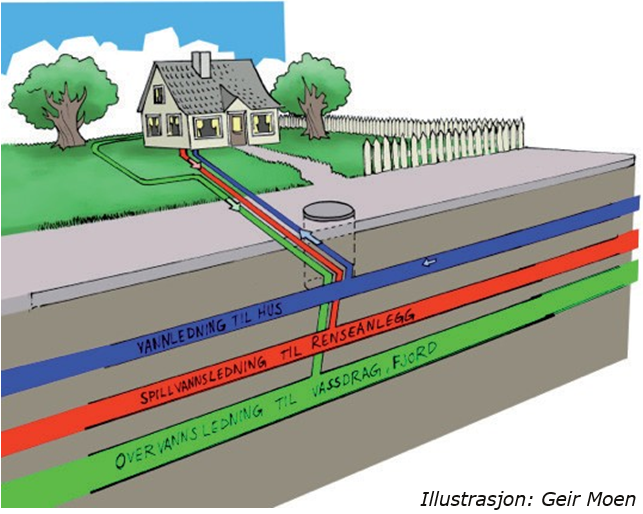 VANNLEDNING TIL HUS
SPILLVANNSLEDNING TIL RENSEANLEGG
OVERVANNSLEDNING TIL VASSDRAG, FJORD
Illustrasjon: Geir Moen